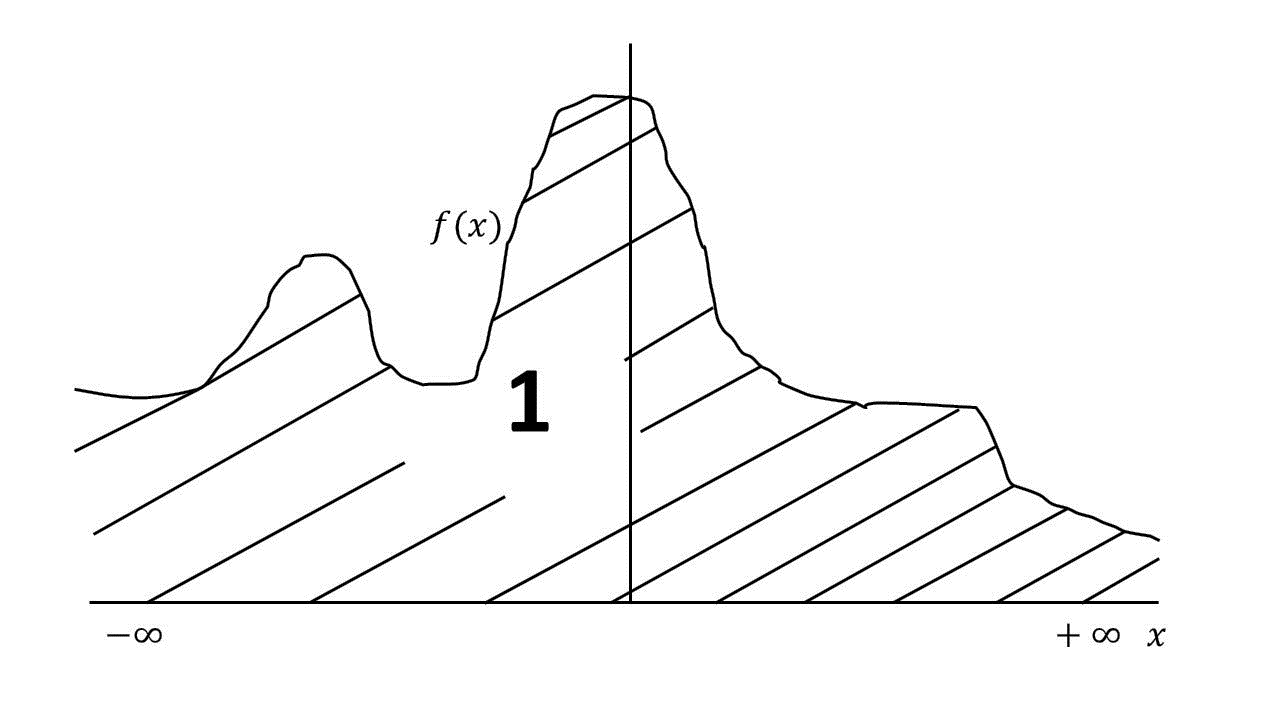 f(x)
1
−∞ +∞ x